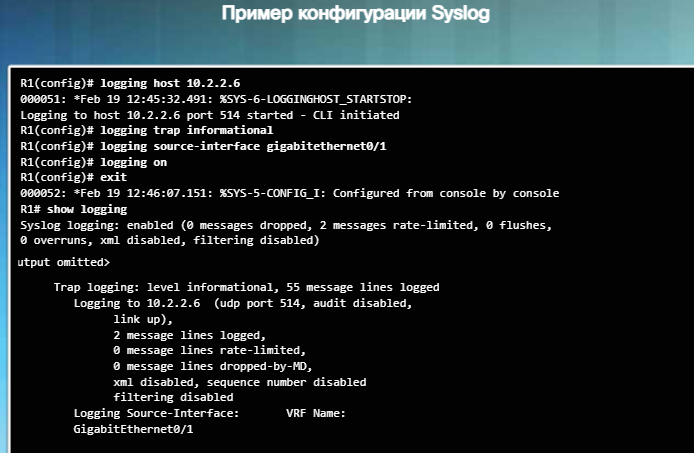 Пример конфигурации Syslog
R1(config)# logging host 10.2.2.6
000051: *Feb 19 12:45:32.491: %SYS-6-LOGGINGHOST_STARTSTOP:
Logging to host 10.2.2.6 port 514 started - CLI initiated
R1(config)# logging trap informational
R1(config)# logging source-interface gigabitethernet0/1
R1(config)# logging on
R1(config)# exit
000052: *Feb 19 12:46:07.151: %SYS-5-CONFIG_I: Configured from console by console
R1# show logging
Syslog logging: enabled (0 messages dropped, 2 messages rate-limited, 0 flushes,
0 overruns, xml disabled, filtering disabled)
utput omitted>
Trap logging: level informational, 55 message lines logged
Logging to 10.2.2.6 (udp port 514, audit disabled,
link up),
2 message lines logged,
0 message lines rate-limited,
0 message lines dropped-by-MD,
xml disabled, sequence number disabled
filtering disabled
Logging Source-Interface: VRF Name:
GigabitEthernet0/1